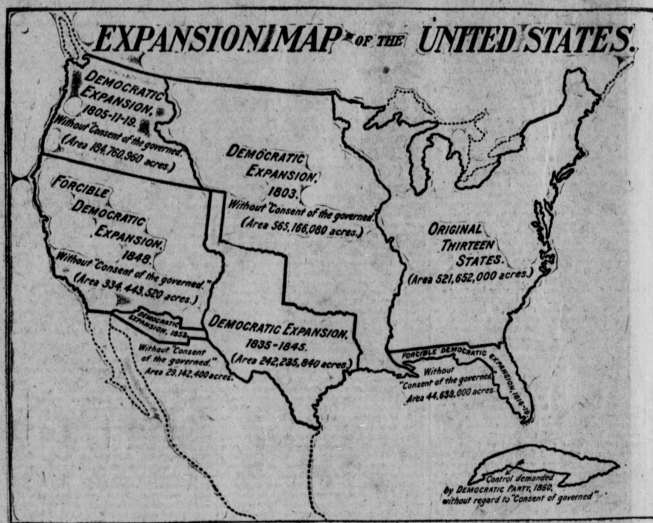 EXPANSION MAP OF THE UNITED STATES.
DEMOCRATIC
EXPANSION,
1805-11-19.
Without "Consent of the governed."
(Area 184,760,960 acres.)
DEMOCRATIC
EXPANSION.
1803.
Without "Consent of the governed."
(Area 565,166,080 acres.)
ORIGINAL
THIRTEEN
STATES.
(Area 521,652,000 acres.)
FORCIBLE
DEMOCRATIC
EXPANSION,
1848.
Without "Consent of the governed."
(Area 334,443,520 acres.)
DEMOCRATIC
EXPANSION, 1853.
Without "Consent
of the governed."
Area 29,142,400 acres.
DEMOCRATIC EXPANSION,
1835-1845.
(Area 242,235,840 acres.)
FORCIBLE DEMOCRATIC EXPANSION,
Without
"Consent of the governed
Area 44,639,000 acres.
Control demanded
by DEMOCRATIC PARTY, 1860,
without regard to "Consent of governed"